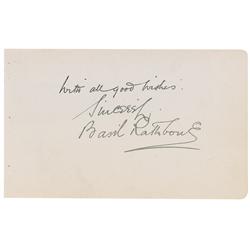 With all good wishes.
Sincerely.
Basil Rathbone